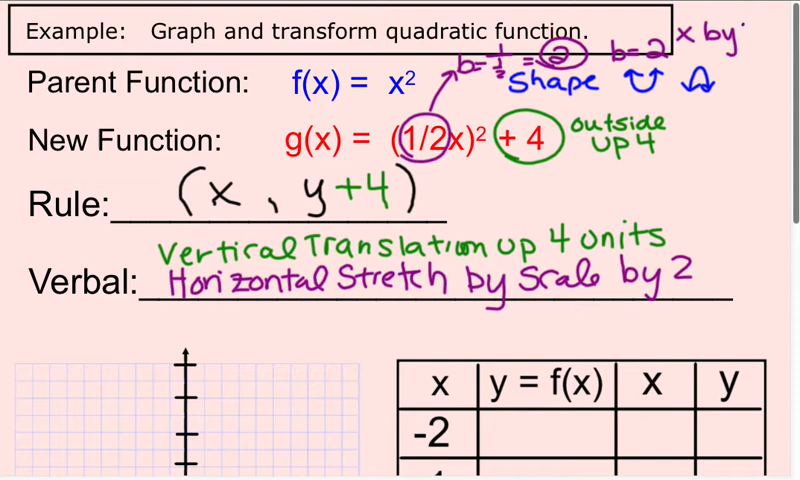 Example: Graph and transform quadratic function.
x by
b=1/2 = 2 b=2
Parent Function: f(x) = x² Shape
New Function: g(x) = (1/2x)² + 4 outside
up 4
Rule: (x, y+4)
Vertical Translation up 4 units
Verbal: Horizontal Stretch by Scale by 2
x y = f(x) x y
-2